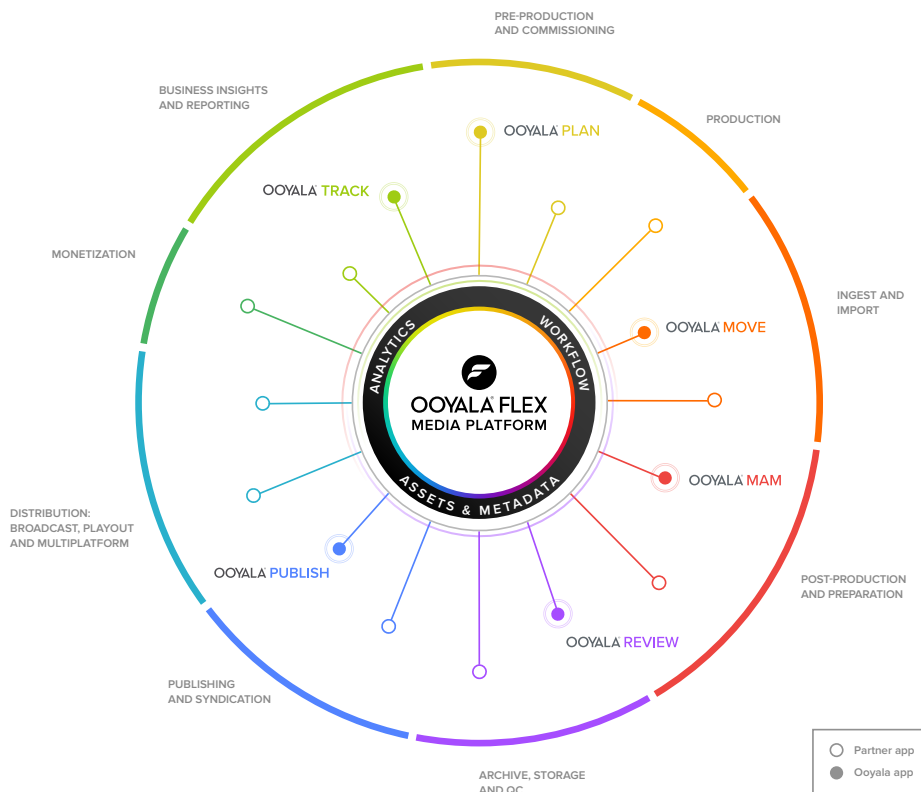 PRE-PRODUCTION
AND COMMISSIONING
BUSINESS INSIGHTS
AND REPORTING
PRODUCTION
OOYALA PLAN
OOYALA TRACK
MONETIZATION
INGEST AND
IMPORT
OOYALA MOVE
ANALYTICS
WORKFLOW
OOYALA FLEX
MEDIA PLATFORM
ASSETS & METADATA
OOYALA MAM
DISTRIBUTION:
BROADCAST, PLAYOUT
AND MULTIPLATFORM
OOYALA PUBLISH
POST-PRODUCTION
AND PREPARATION
OOYALA REVIEW
PUBLISHING
AND SYNDICATION
ARCHIVE, STORAGE
AND QC
Partner app
Ooyala app